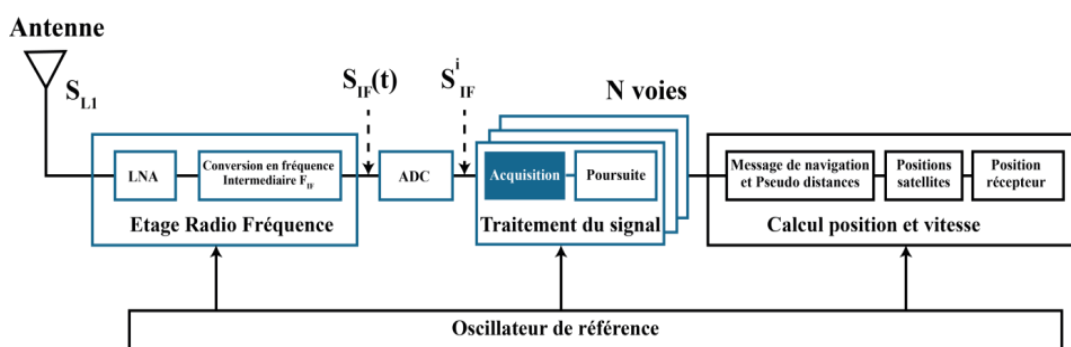 Antenne
S_L1
S_IF(t)
S^i_IF
N voies
LNA
Conversion en fréquence
Intermediaire F_IF
Etage Radio Fréquence
ADC
Acquisition
Poursuite
Traitement du signal
Message de navigation
et Pseudo distances
Positions
satellites
Position
récepteur
Calcul position et vitesse
Oscillateur de référence